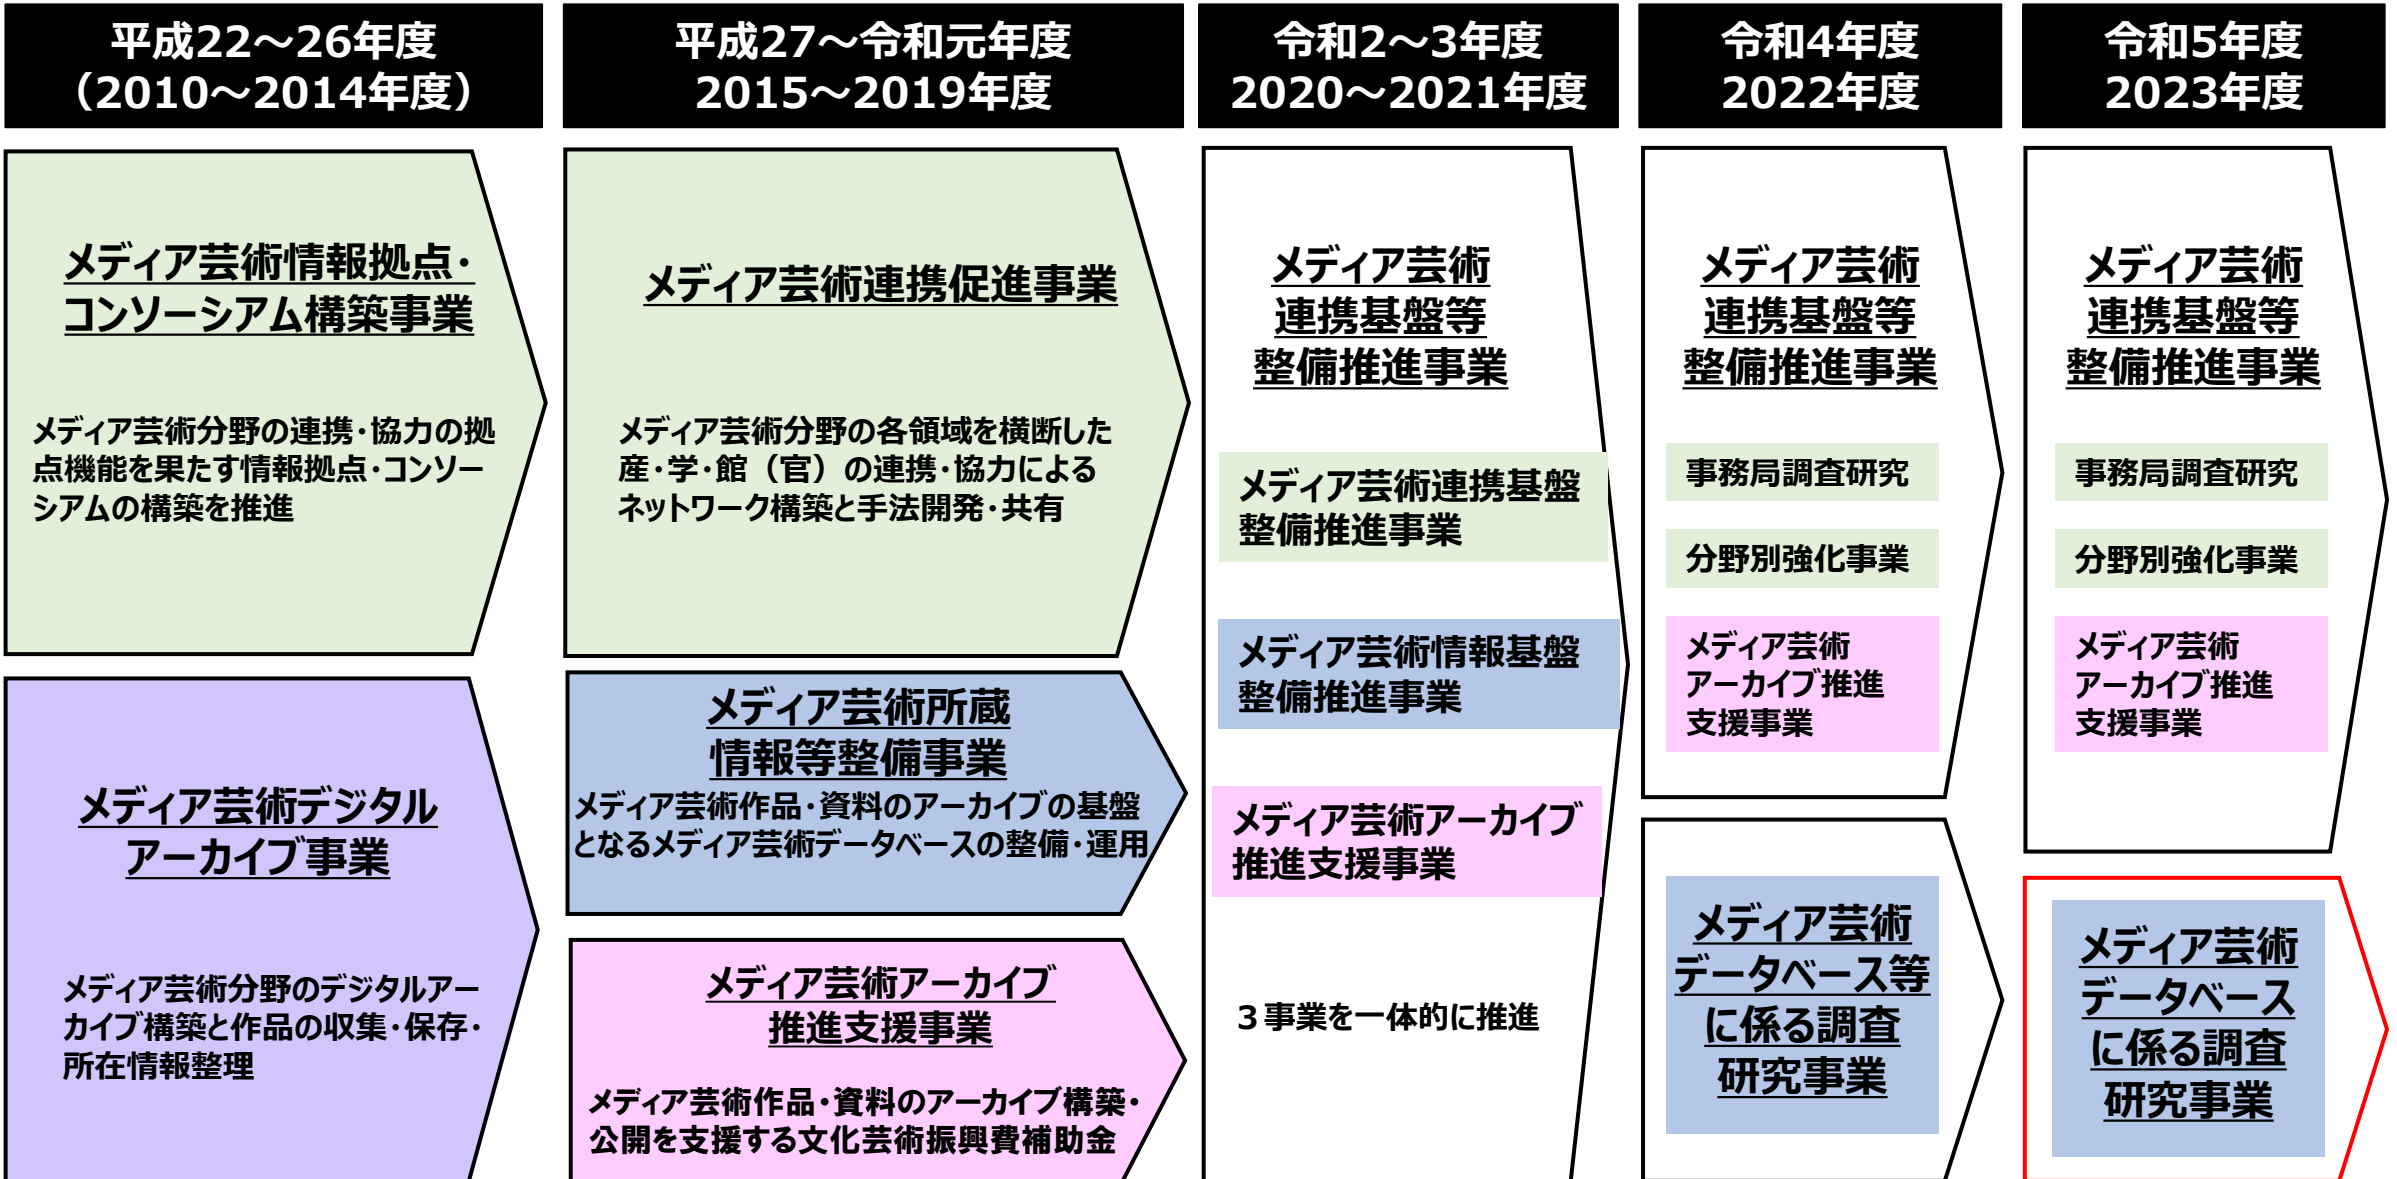 平成22～26年度
（2010～2014年度）
平成27～令和元年度
2015～2019年度
令和2～3年度
2020～2021年度
令和4年度
2022年度
令和5年度
2023年度
メディア芸術情報拠点・
コンソーシアム構築事業
メディア芸術分野の連携・協力の拠
点機能を果たす情報拠点・コンソー
シアムの構築を推進
メディア芸術デジタル
アーカイブ事業
メディア芸術分野のデジタルアー
カイブ構築と作品の収集・保存・
所在情報整理
メディア芸術連携促進事業
メディア芸術分野の各領域を横断した
産・学・館（官）の連携・協力による
ネットワーク構築と手法開発・共有
メディア芸術所蔵
情報等整備事業
メディア芸術作品・資料のアーカイブの基盤
となるメディア芸術データベースの整備・運用
メディア芸術アーカイブ
推進支援事業
メディア芸術作品・資料のアーカイブ構築・
公開を支援する文化芸術振興費補助金
メディア芸術
連携基盤等
整備推進事業
メディア芸術連携基盤
整備推進事業
メディア芸術情報基盤
整備推進事業
メディア芸術アーカイブ
推進支援事業
３事業を一体的に推進
メディア芸術
連携基盤等
整備推進事業
事務局調査研究
分野別強化事業
メディア芸術
アーカイブ推進
支援事業
メディア芸術
データベース等
に係る調査
研究事業
メディア芸術
連携基盤等
整備推進事業
事務局調査研究
分野別強化事業
メディア芸術
アーカイブ推進
支援事業
メディア芸術
データベース
に係る調査
研究事業